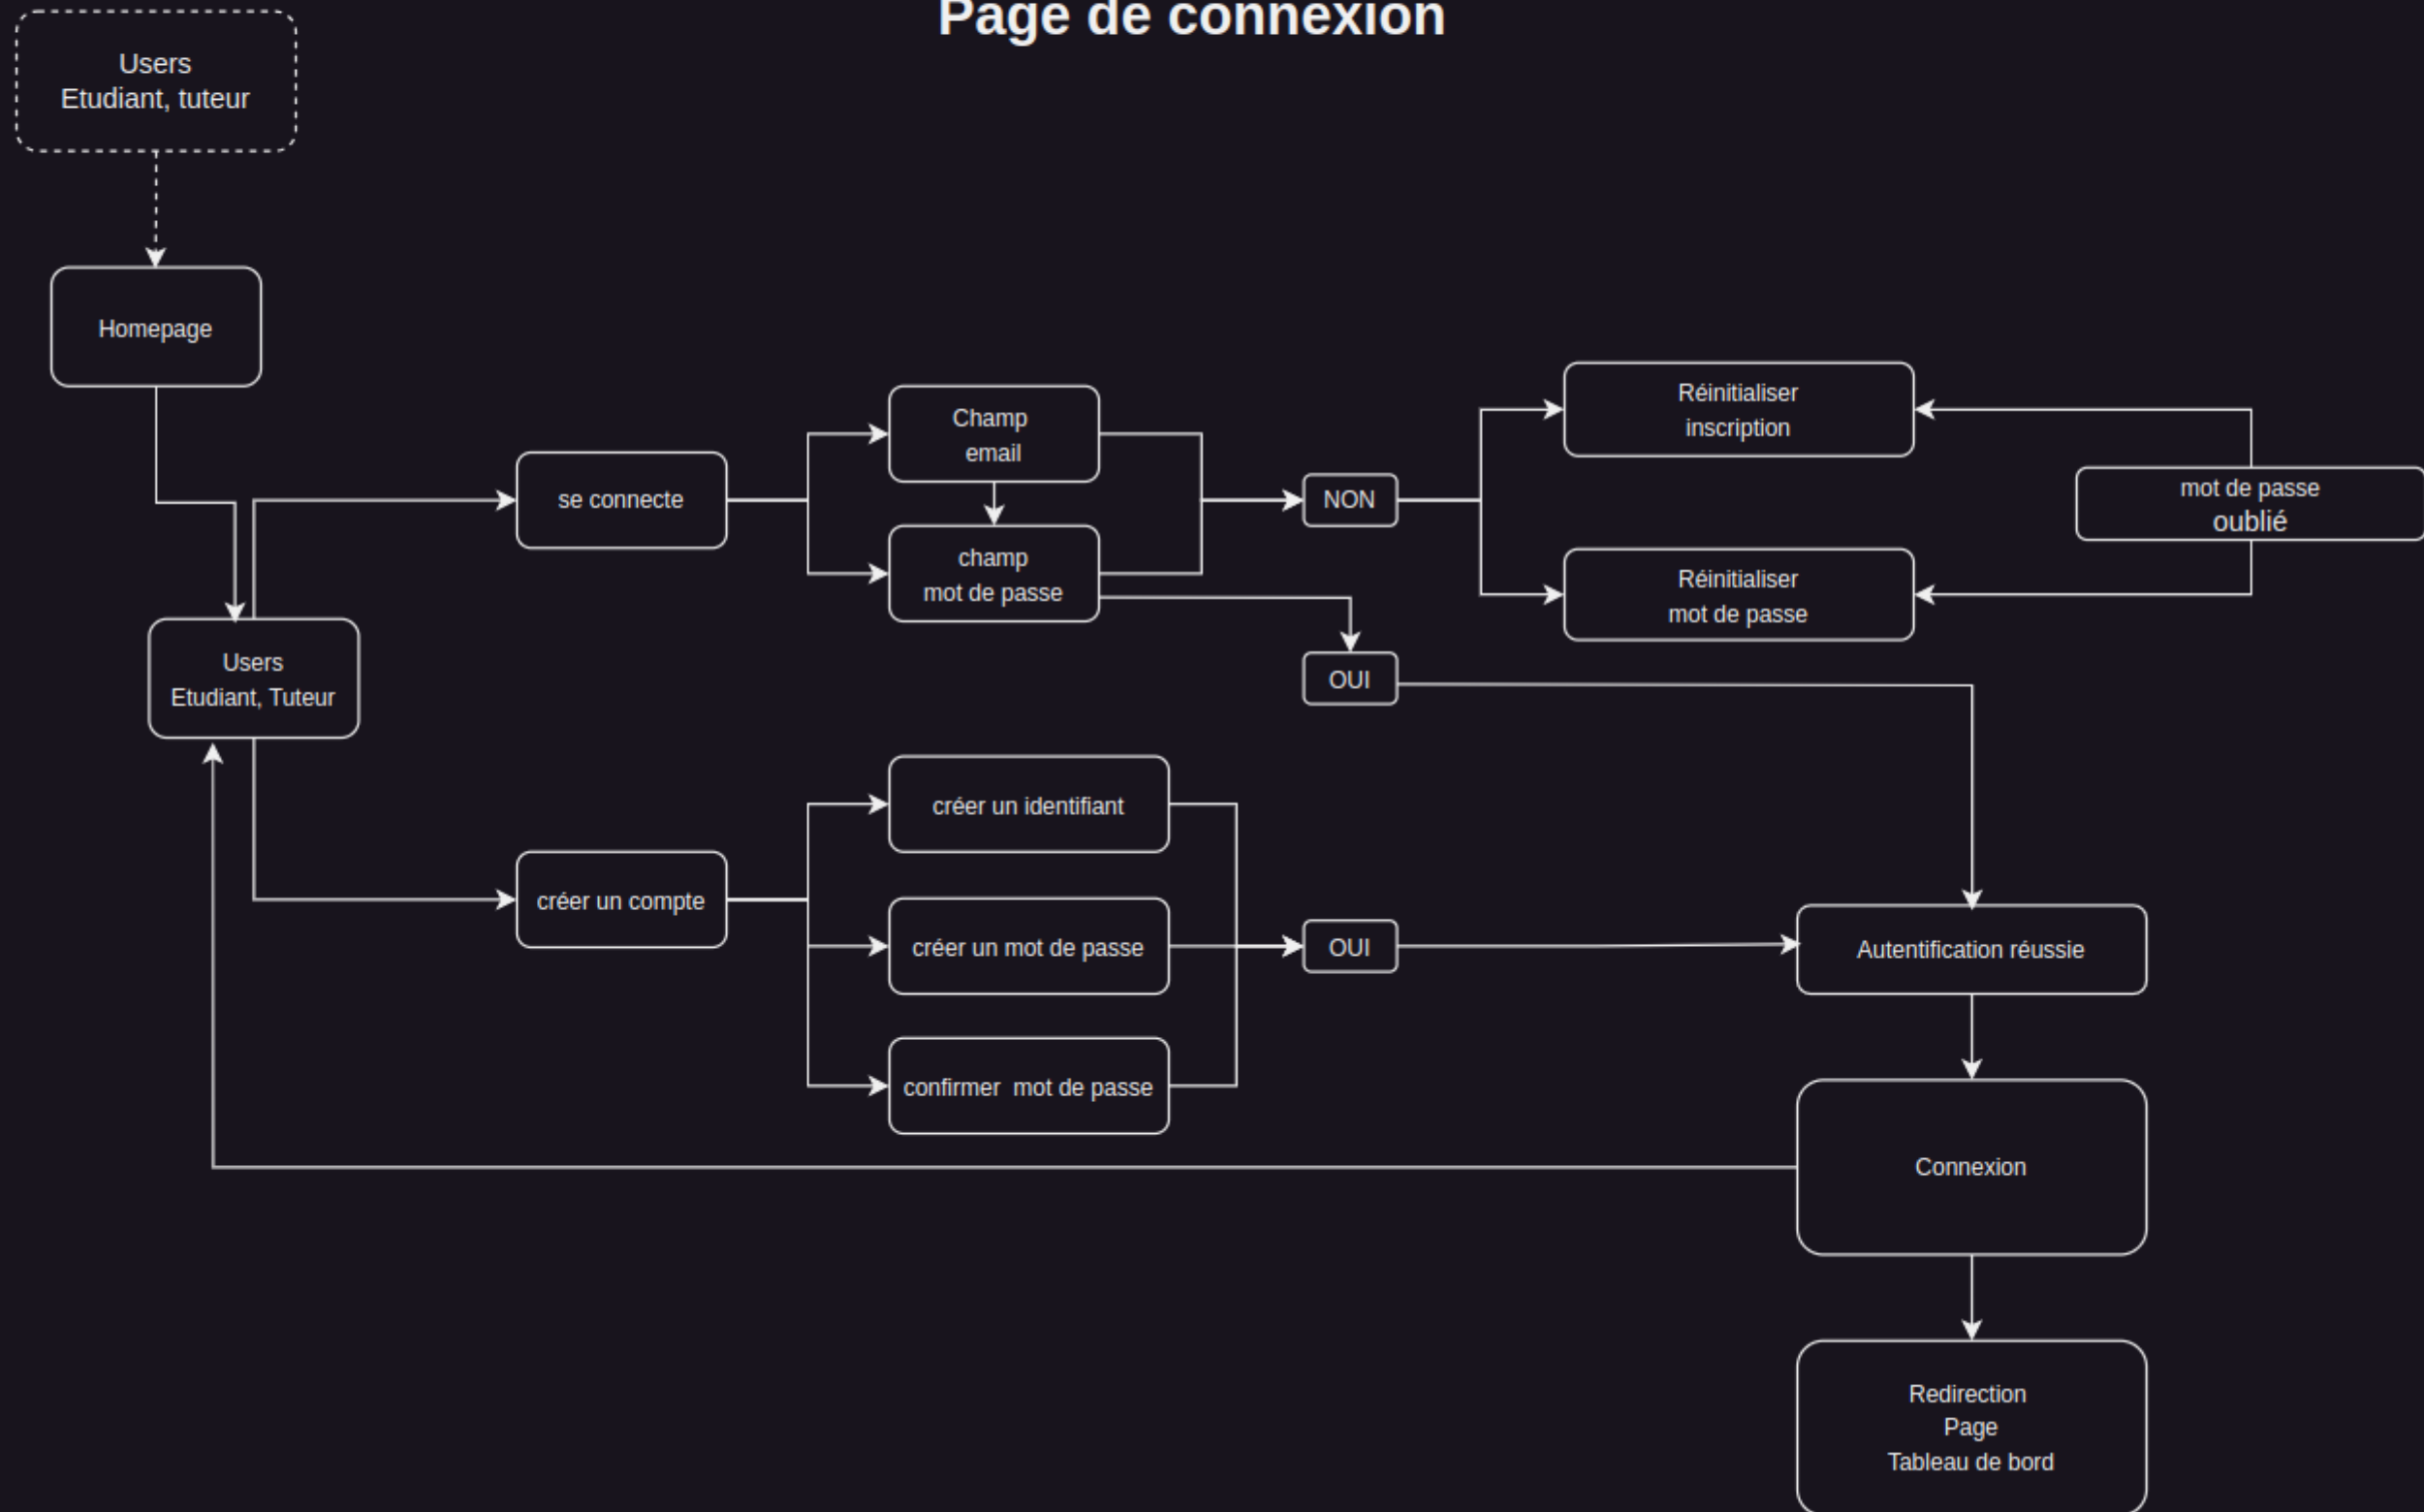 Page de connexion
Users
Etudiant, tuteur
Homepage
Users
Etudiant, Tuteur
se connecte
Champ
email
champ
mot de passe
NON
OUI
Réinitialiser
inscription
Réinitialiser
mot de passe
mot de passe
oublié
créer un compte
créer un identifiant
créer un mot de passe
confirmer  mot de passe
OUI
Autentification réussie
Connexion
Redirection
Page
Tableau de bord